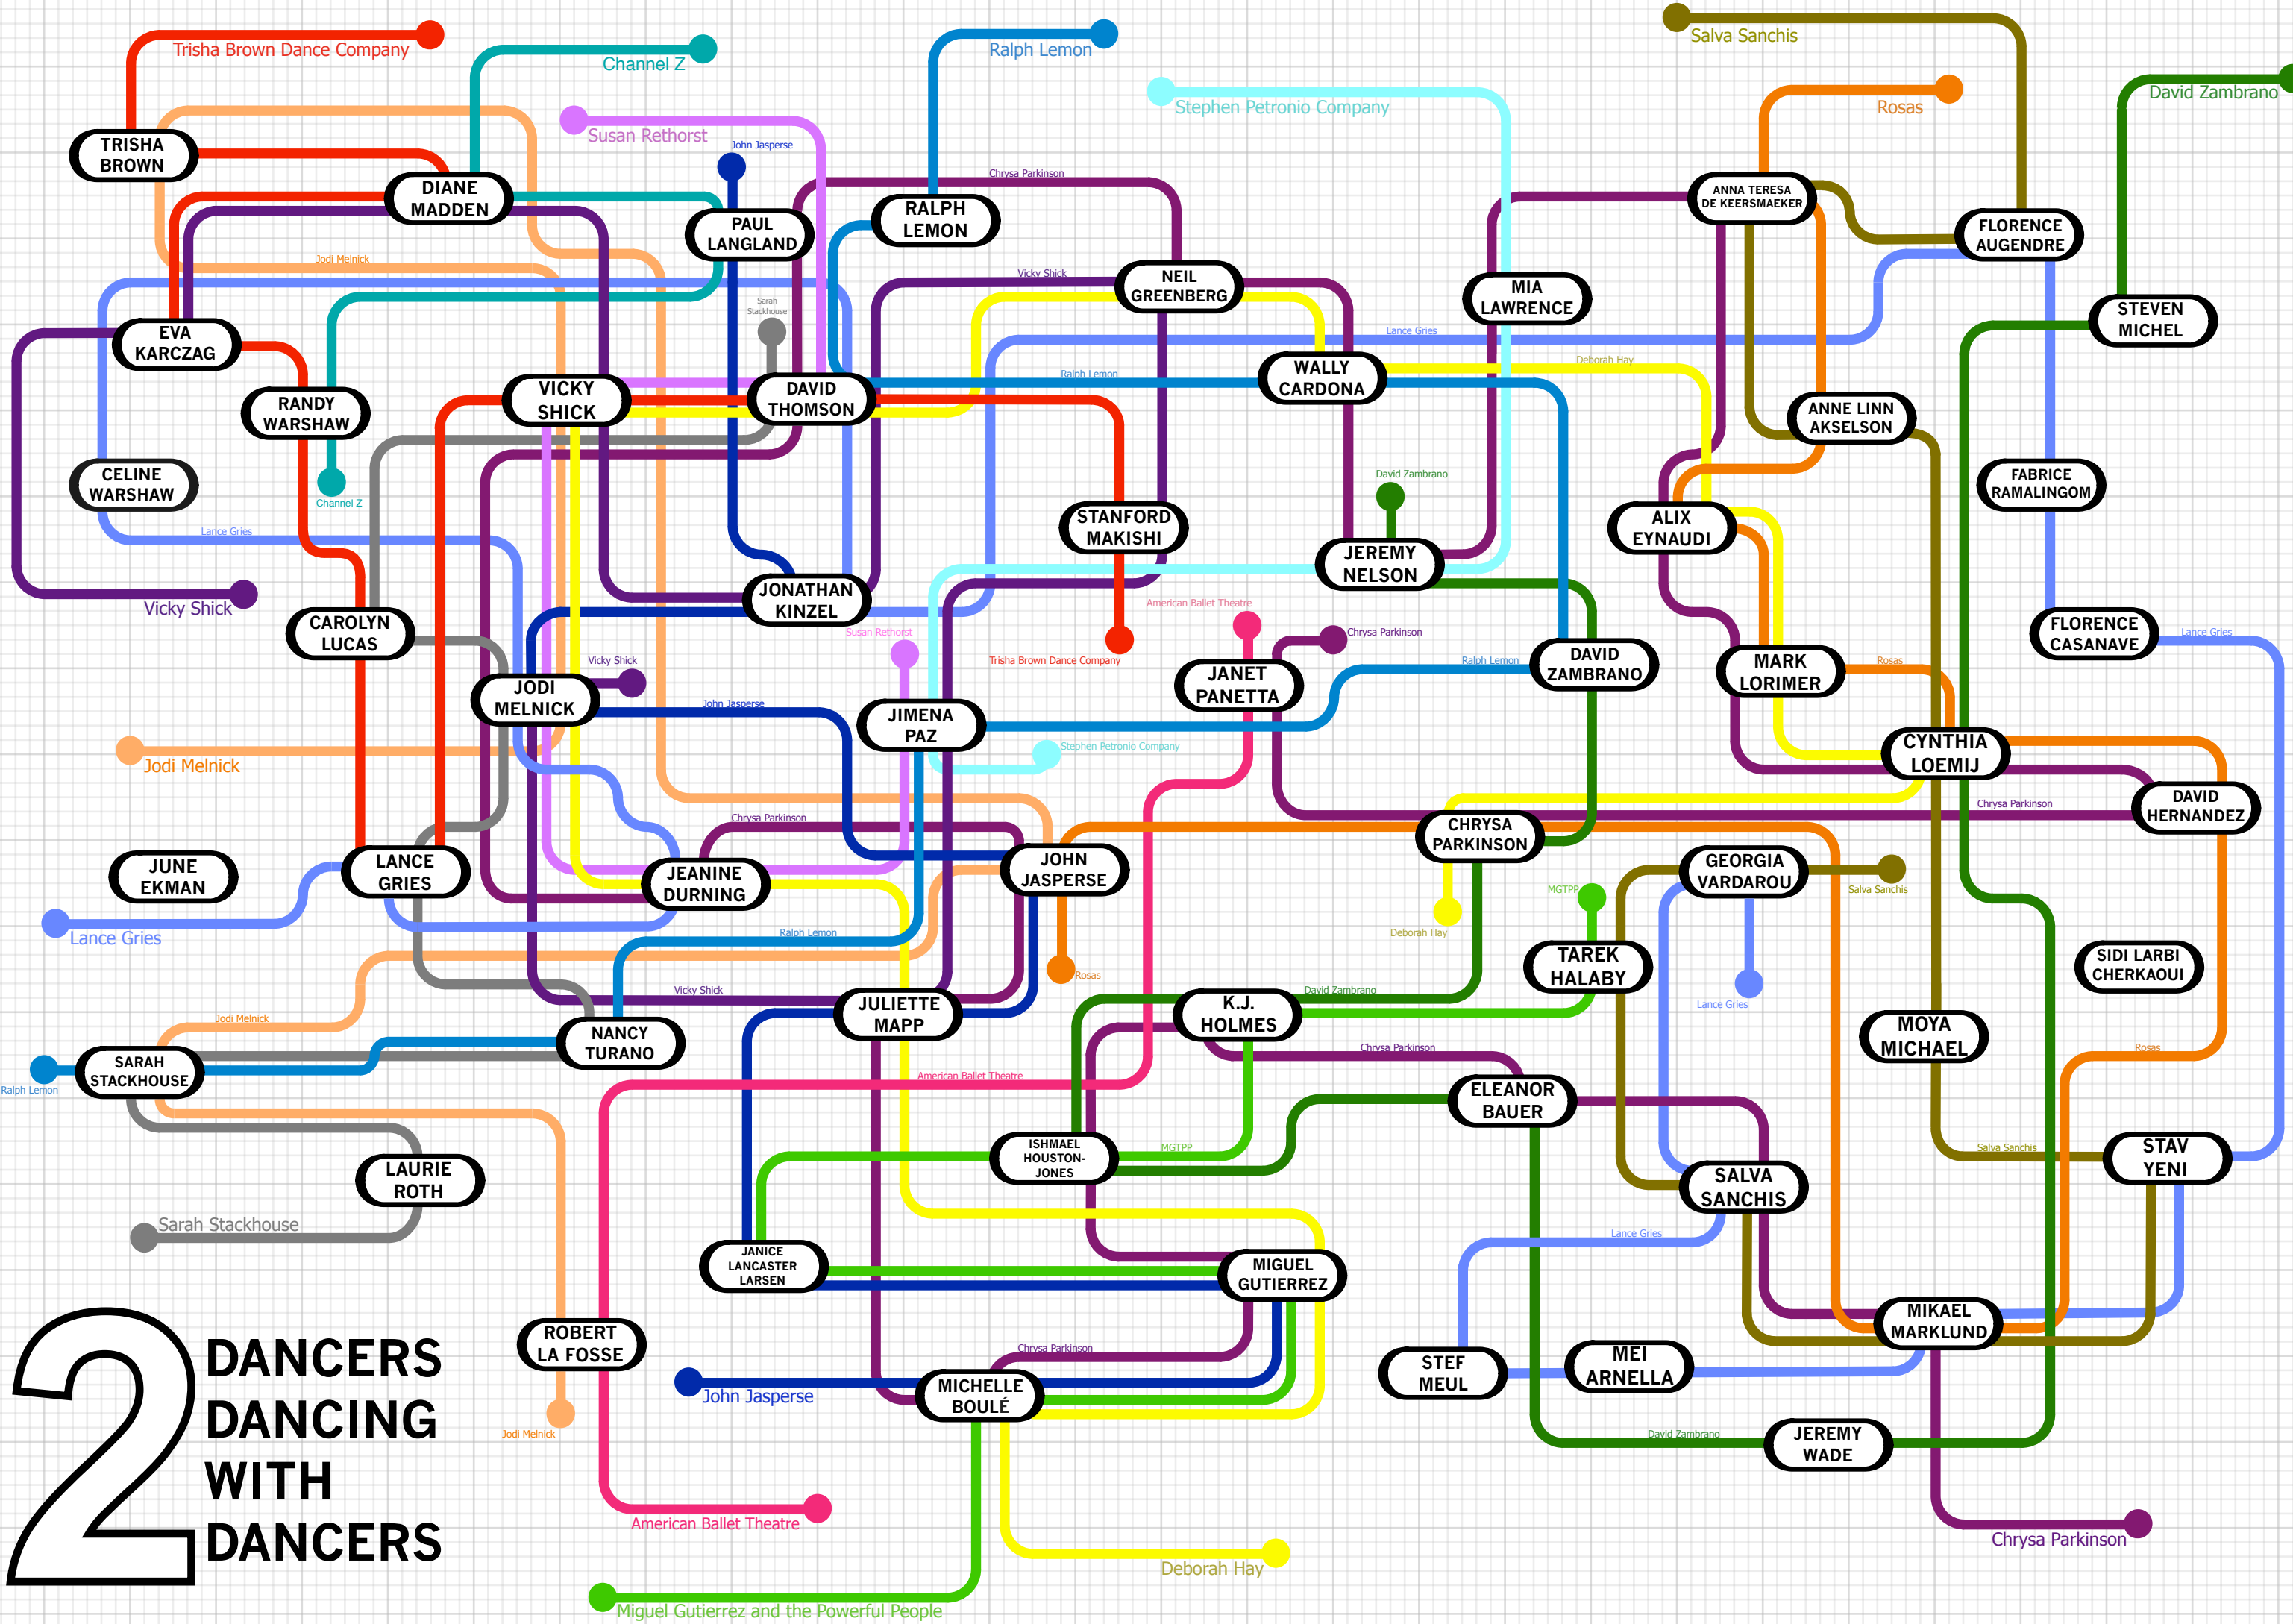 Salva Sanchis
Trisha Brown Dance Company
Channel Z
Ralph Lemon
David Zambrano
Stephen Petronio Company
Rosas
Susan Rethorst
John Jasperse
TRISHA
BROWN
Chrysa Parkinson
DIANE
MADDEN
ANNA TERESA
DE KEERSMAEKER
PAUL
LANGLAND
RALPH
LEMON
FLORENCE
AUGENDRE
Jodi Melnick
Vicky Shick
NEIL
GREENBERG
MIA
LAWRENCE
Sarah
Stackhouse
STEVEN
MICHEL
EVA
KARCZAG
Lance Gries
Deborah Hay
Ralph Lemon
WALLY
CARDONA
RANDY
WARSHAW
VICKY
SHICK
DAVID
THOMSON
ANNE LINN
AKSELSON
CELINE
WARSHAW
Channel Z
David Zambrano
FABRICE
RAMALINGOM
Lance Gries
STANFORD
MAKISHI
ALIX
EYNAUDI
JEREMY
NELSON
JONATHAN
KINZEL
Vicky Shick
American Ballet Theatre
CAROLYN
LUCAS
Susan Rethorst
Chrysa Parkinson
FLORENCE
CASANAVE
Lance Gries
Vicky Shick
Trisha Brown Dance Company
Ralph Lemon
DAVID
ZAMBRANO
MARK
LORIMER
Rosas
JANET
PANETTA
JODI
MELNICK
John Jasperse
JIMENA
PAZ
Stephen Petronio Company
CYNTHIA
LOEMIJ
Jodi Melnick
DAVID
HERNANDEZ
Chrysa Parkinson
Chrysa Parkinson
CHRYSA
PARKINSON
JUNE
EKMAN
LANCE
GRIES
JEANINE
DURNING
JOHN
JASPERSE
GEORGIA
VARDAROU
Salva Sanchis
MGTPP
Lance Gries
Ralph Lemon
Deborah Hay
TAREK
HALABY
SIDI LARBI
CHERKAOUI
Rosas
Vicky Shick
David Zambrano
Lance Gries
Jodi Melnick
JULIETTE
MAPP
K.J.
HOLMES
MOYA
MICHAEL
NANCY
TURANO
Chrysa Parkinson
Rosas
SARAH
STACKHOUSE
Ralph Lemon
American Ballet Theatre
ELEANOR
BAUER
ISHMAEL
HOUSTON-
JONES
MGTPP
Salva Sanchis
STAV
YENI
LAURIE
ROTH
SALVA
SANCHIS
Sarah Stackhouse
Lance Gries
JANICE
LANCASTER
LARSEN
MIGUEL
GUTIERREZ
MIKAEL
MARKLUND
ROBERT
LA FOSSE
Chrysa Parkinson
2
DANCERS
DANCING
WITH
DANCERS
STEF
MEUL
MEI
ARNELLA
John Jasperse
MICHELLE
BOULÉ
Jodi Melnick
David Zambrano
JEREMY
WADE
American Ballet Theatre
Chrysa Parkinson
Deborah Hay
Miguel Gutierrez and the Powerful People